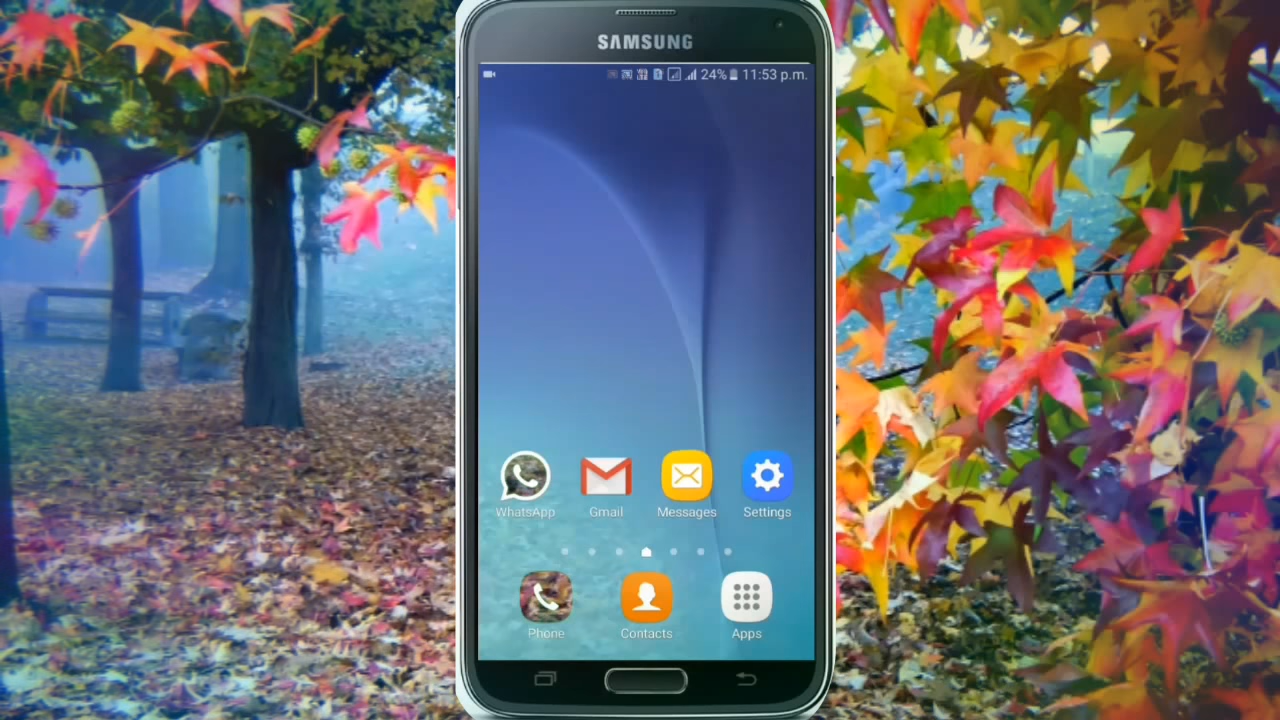 SAMSUNG
24% 11:53 p.m.
WhatsApp Gmail Messages Settings
Phone Contacts Apps